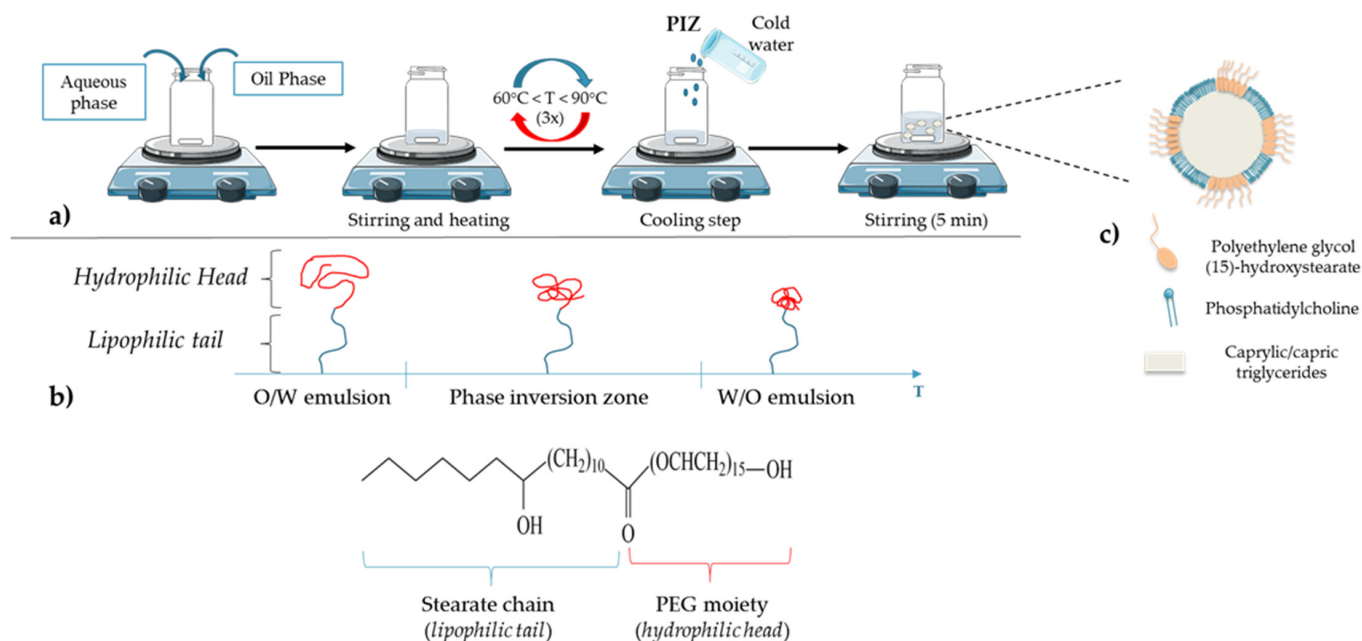 Aqueous
phase
Oil Phase
60°C < T < 90°C
(3x)
PIZ
Cold
water
a)
Stirring and heating
Cooling step
Stirring (5 min)
c)
Polyethylene glycol
(15)-hydroxystearate
Phosphatidylcholine
Caprylic/capric
triglycerides
Hydrophilic Head
Lipophilic tail
T
O/W emulsion
Phase inversion zone
W/O emulsion
b)
(CH2)10
(OCHCH2)15—OH
OH
O
Stearate chain
(lipophilic tail)
PEG moiety
(hydrophilic head)